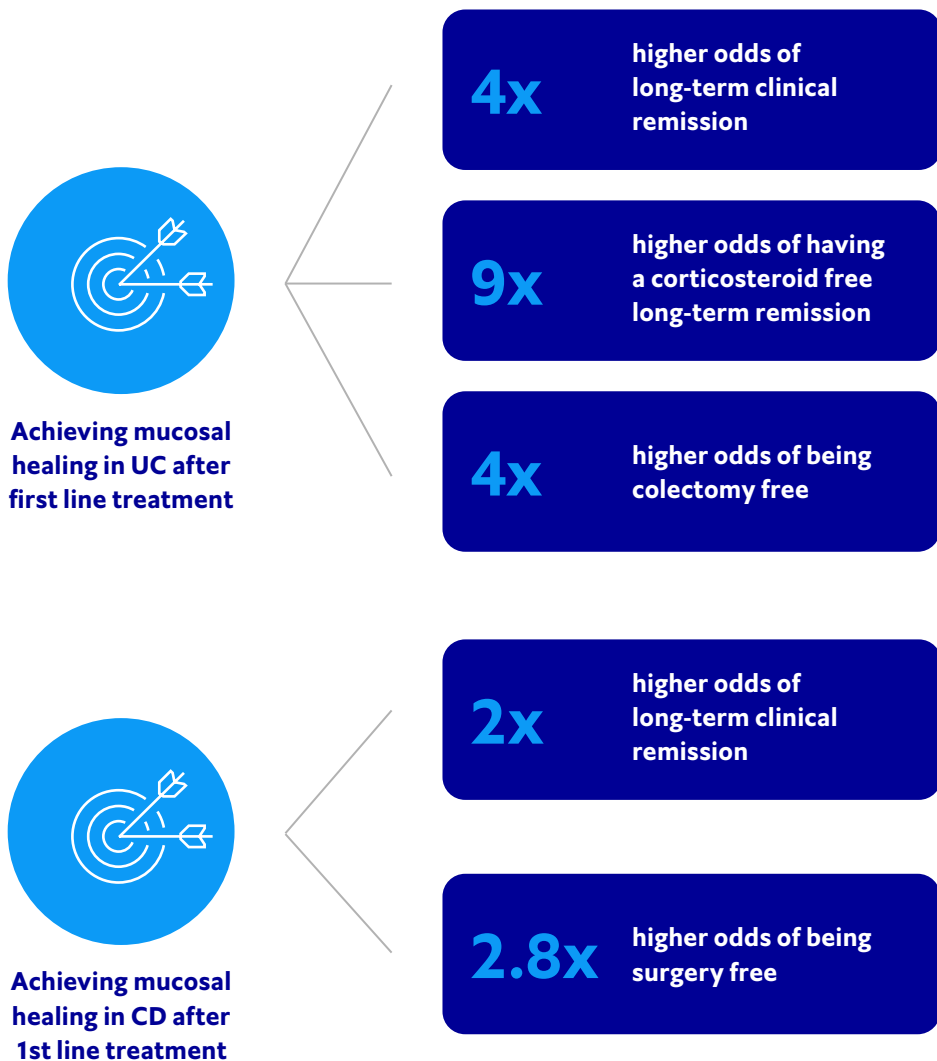 Achieving mucosal
healing in UC after
first line treatment
4x
higher odds of
long-term clinical
remission
9x
higher odds of having
a corticosteroid free
long-term remission
4x
higher odds of being
colectomy free
Achieving mucosal
healing in CD after
1st line treatment
2x
higher odds of
long-term clinical
remission
2.8x
higher odds of being
surgery free